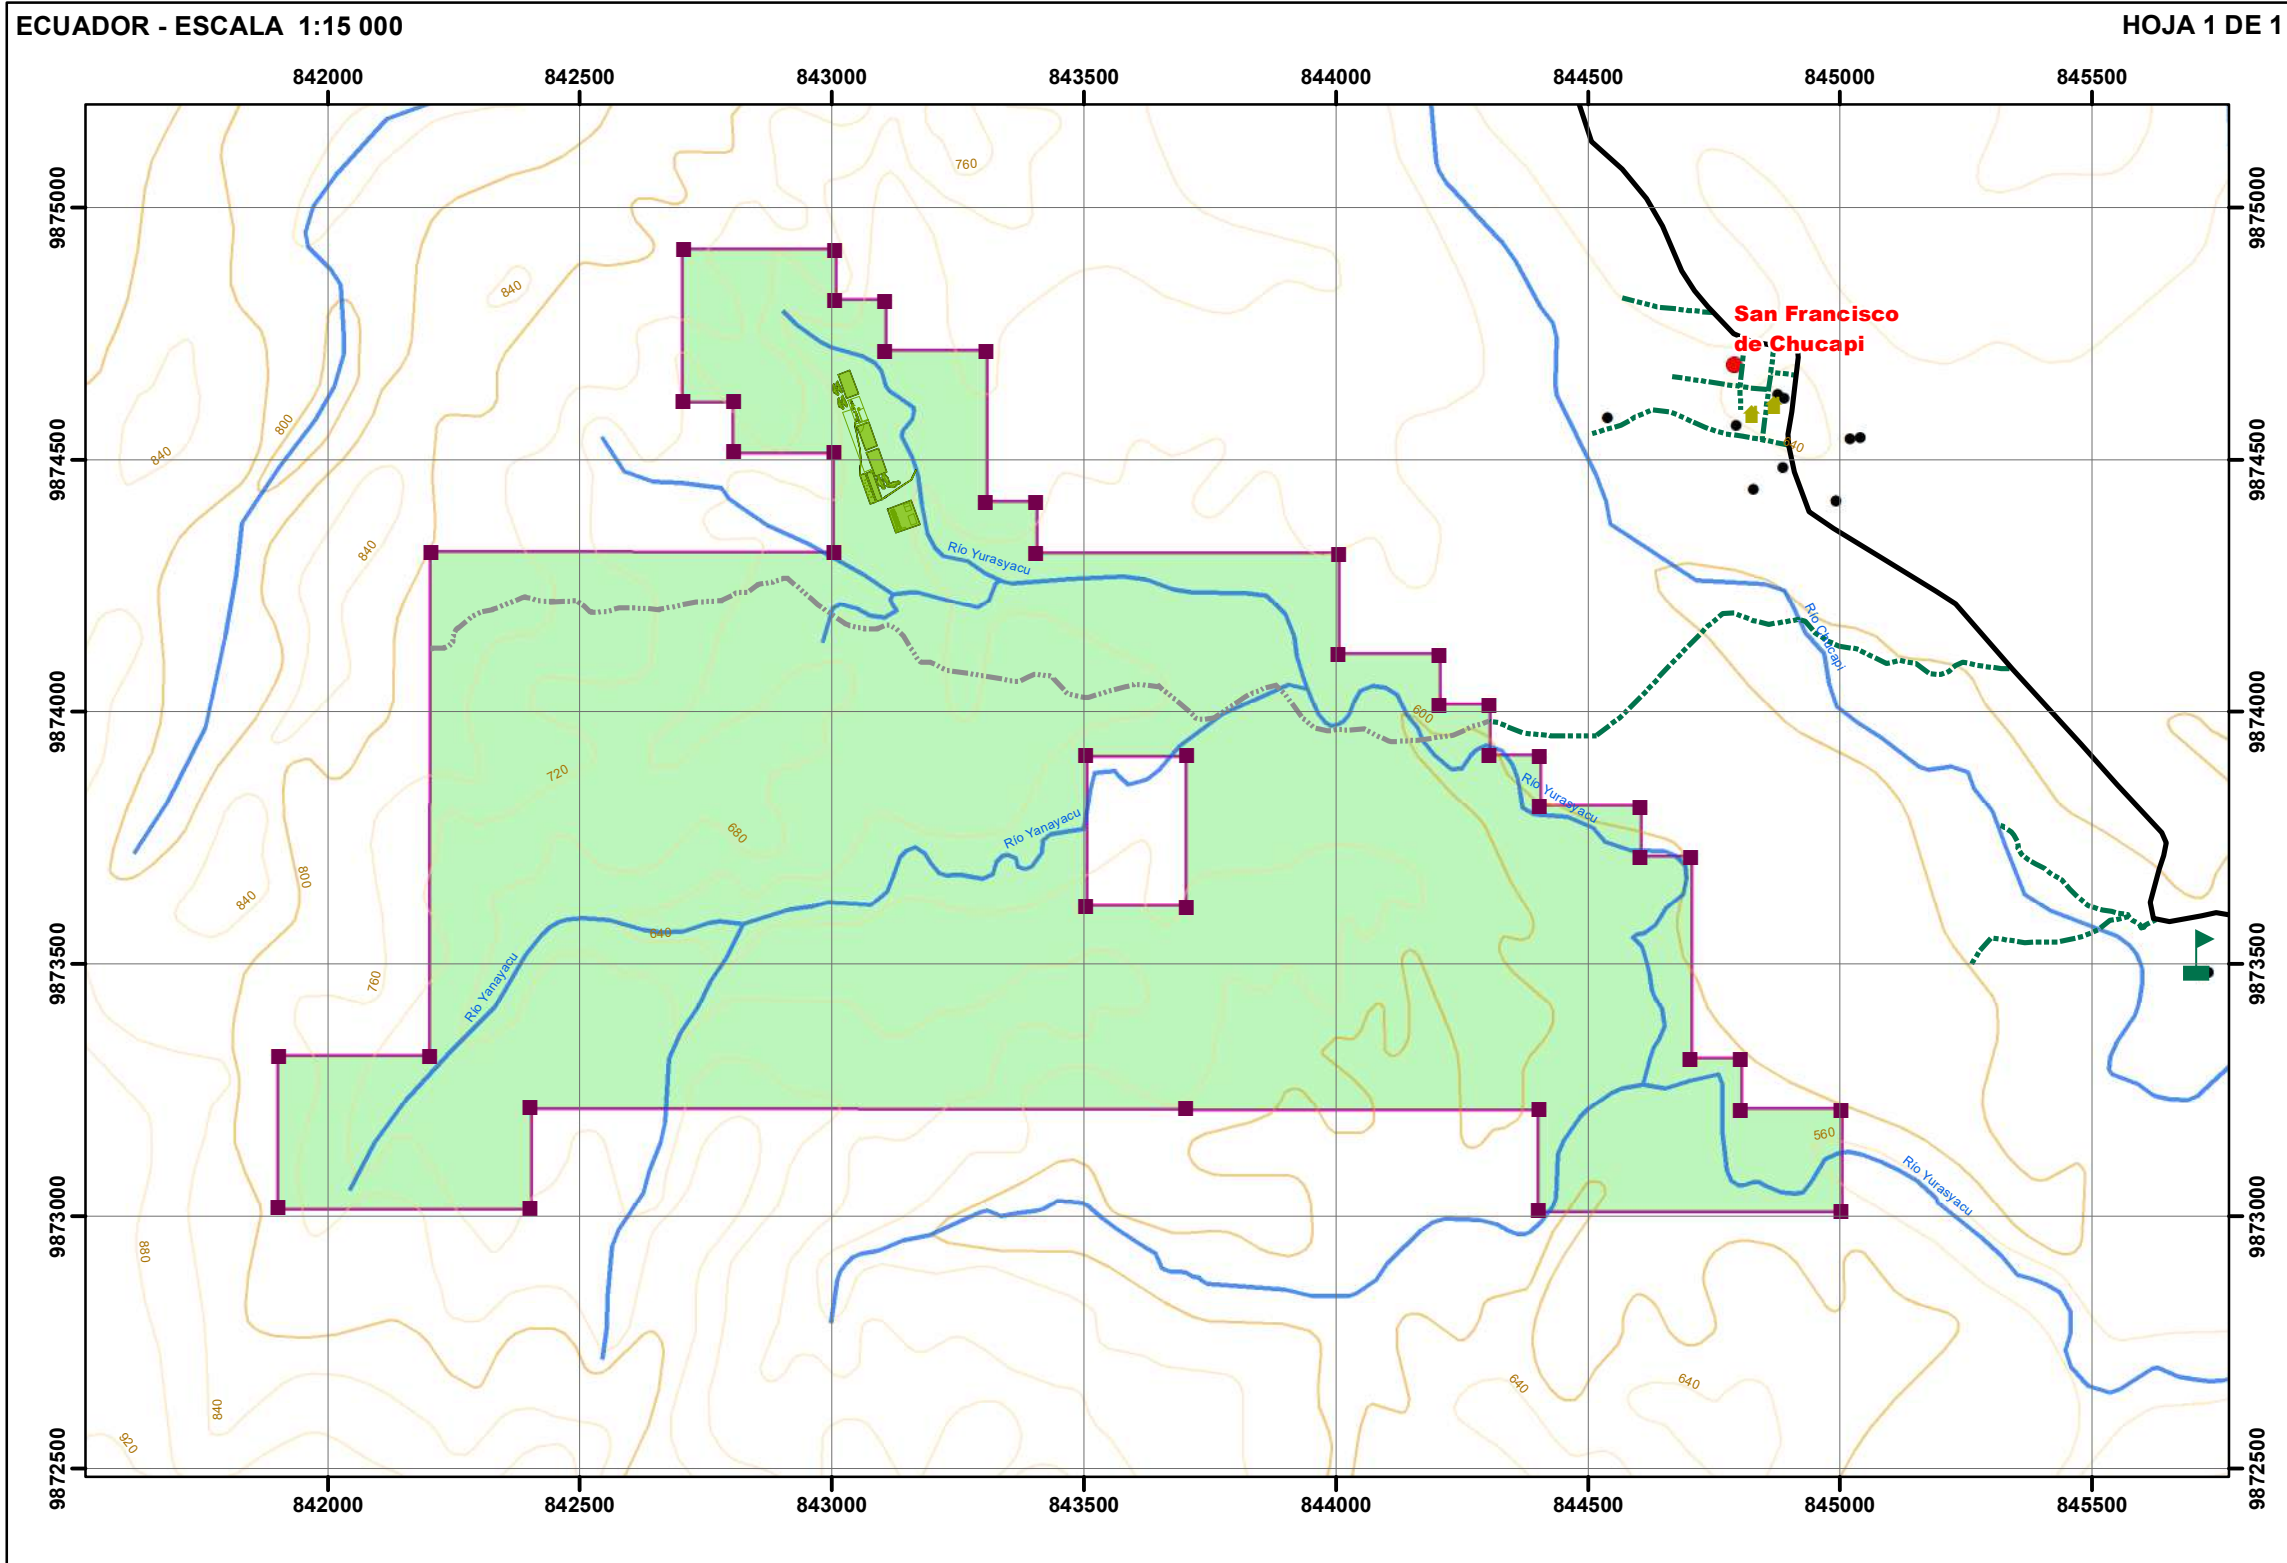 ECUADOR - ESCALA 1:15 000
HOJA 1 DE 1
842000 842500 843000 843500 844000 844500 845000 845500
760
9875000
9875000
840
San Francisco
de Chucapi
800
840
640
9874500
9874500
840
Río Yurasyacu
Río Chucapi
9874000
9874000
600
720
Río Yurasyacu
680
Río Yanayacu
800
840
640
9873500
9873500
760
Río Yanayacu
560
Río Yurasyacu
9873000
9873000
880
640
640
840
920
9872500
9872500
842000 842500 843000 843500 844000 844500 845000 845500